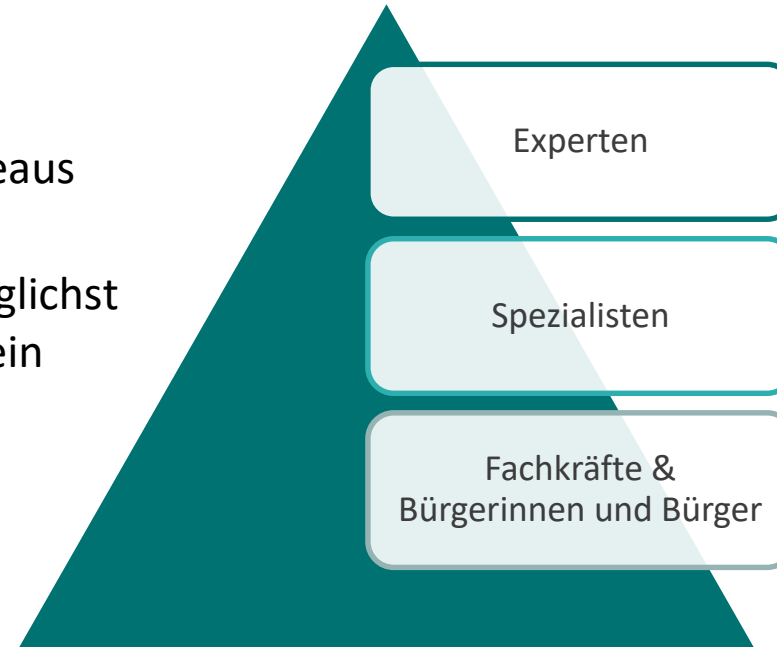 eaus
glichst
ein
Experten
Spezialisten
Fachkräfte &
Bürgerinnen und Bürger